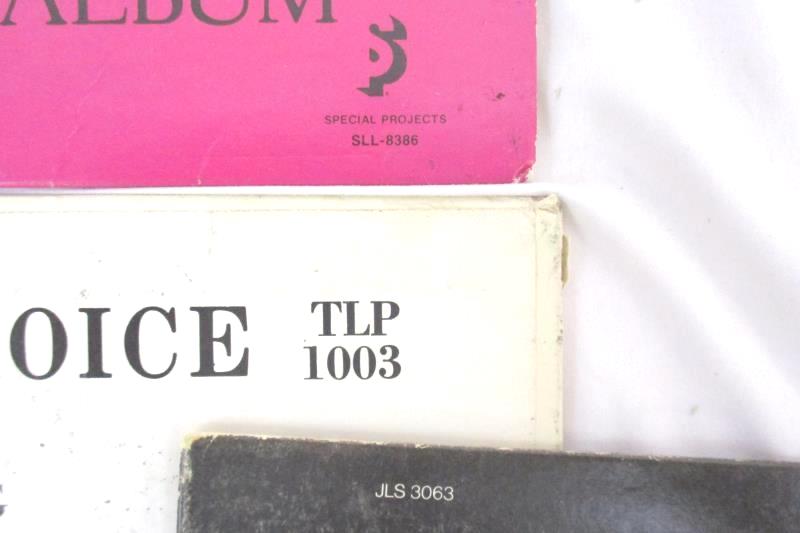 ALBUM
SPECIAL PROJECTS
SLL-8386
OICE
TLP
1003
JLS 3063